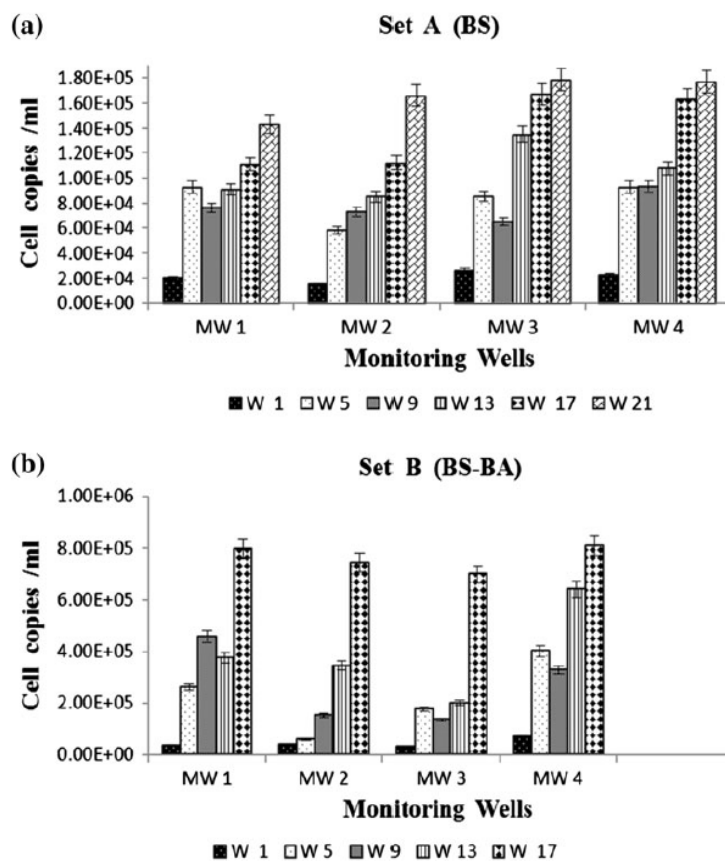 (a)
Set A (BS)
Cell copies /ml
1.80E+05
1.60E+05
1.40E+05
1.20E+05
1.00E+05
8.00E+04
6.00E+04
4.00E+04
2.00E+04
0.00E+00
MW 1 MW 2 MW 3 MW 4
Monitoring Wells
W 1 W 5 W 9 W 13 W 17 W 21
(b)
Set B (BS-BA)
Cell copies /ml
1.00E+06
8.00E+05
6.00E+05
4.00E+05
2.00E+05
0.00E+00
MW 1 MW 2 MW 3 MW 4
Monitoring Wells
W 1 W 5 W 9 W 13 W 17